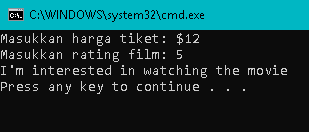 C:\WINDOWS\system32\cmd.exe
Masukkan harga tiket: $12
Masukkan rating film: 5
I'm interested in watching the movie
Press any key to continue . . .